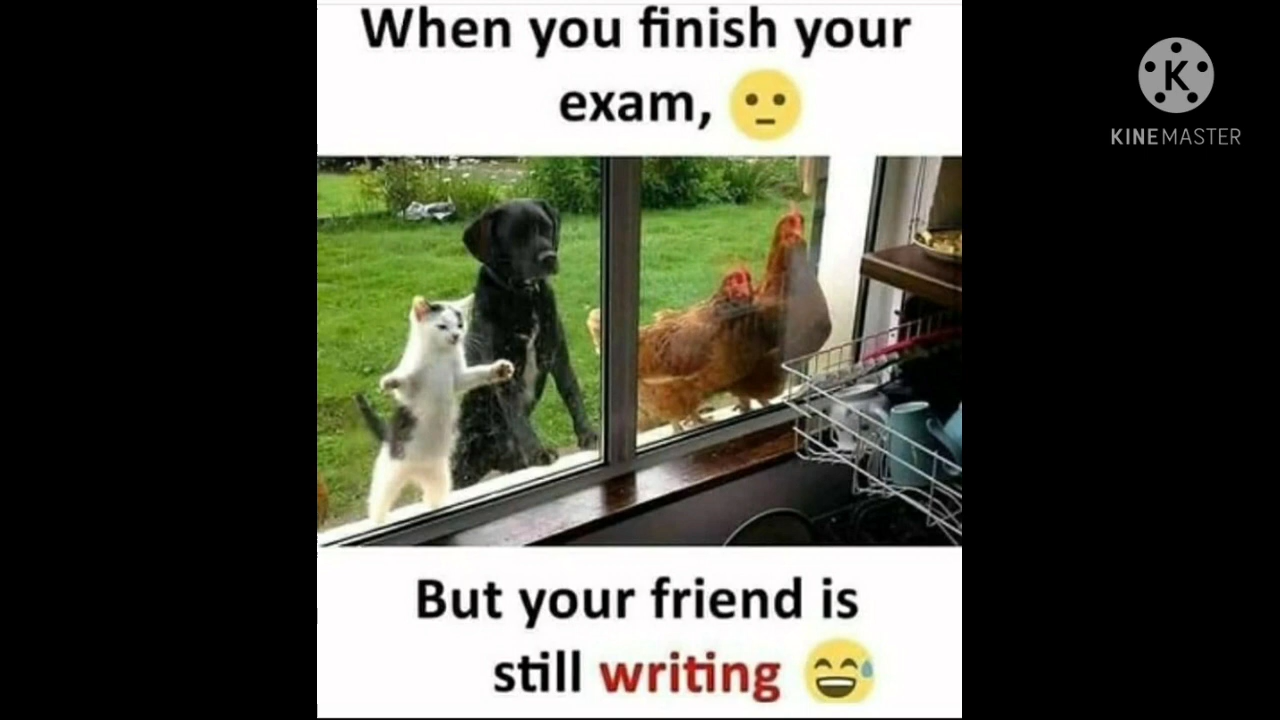 When you finish your
exam, 😐
But your friend is
still writing 😅
K
KINEMASTER